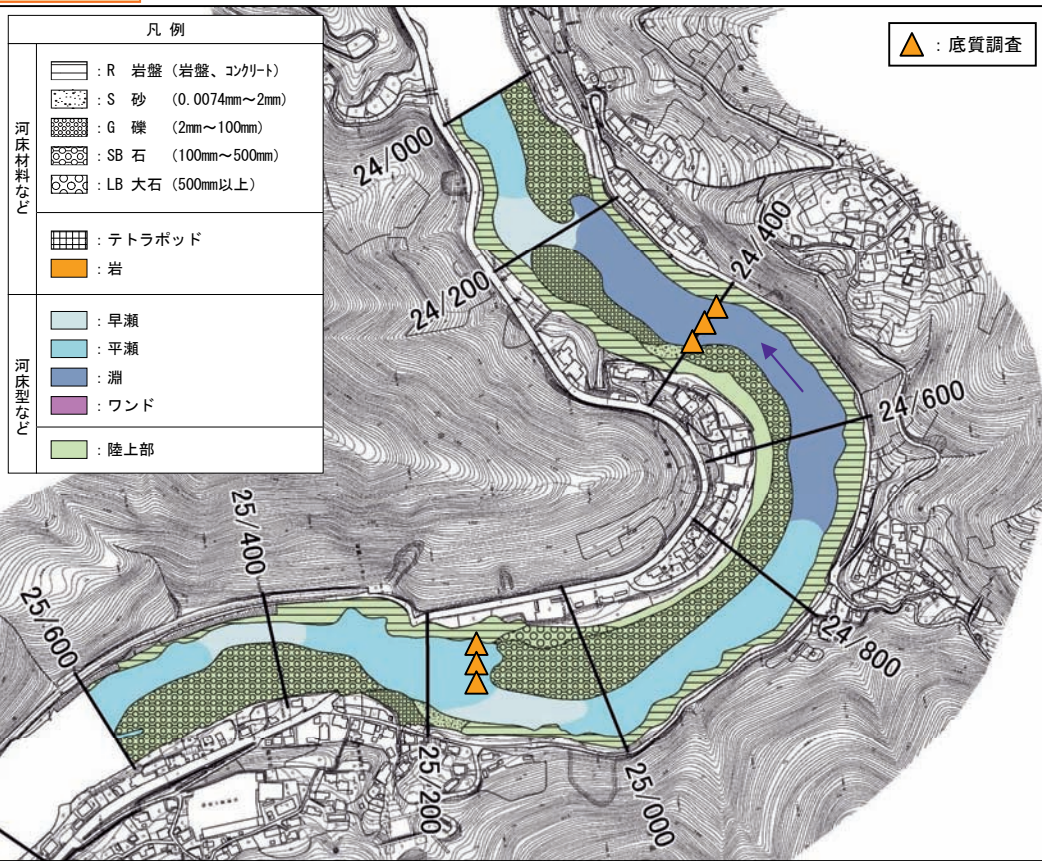 凡 例
河床材料など
: R 岩盤 (岩盤、コンクリート)
: S 砂 (0.0074mm～2mm)
: G 礫 (2mm～100mm)
: SB 石 (100mm～500mm)
: LB 大石 (500mm以上)
: テトラポッド
: 岩
河床型など
: 早瀬
: 平瀬
: 淵
: ワンド
: 陸上部
: 底質調査
24/000
24/200
24/400
24/600
24/800
25/000
25/200
25/400
25/600